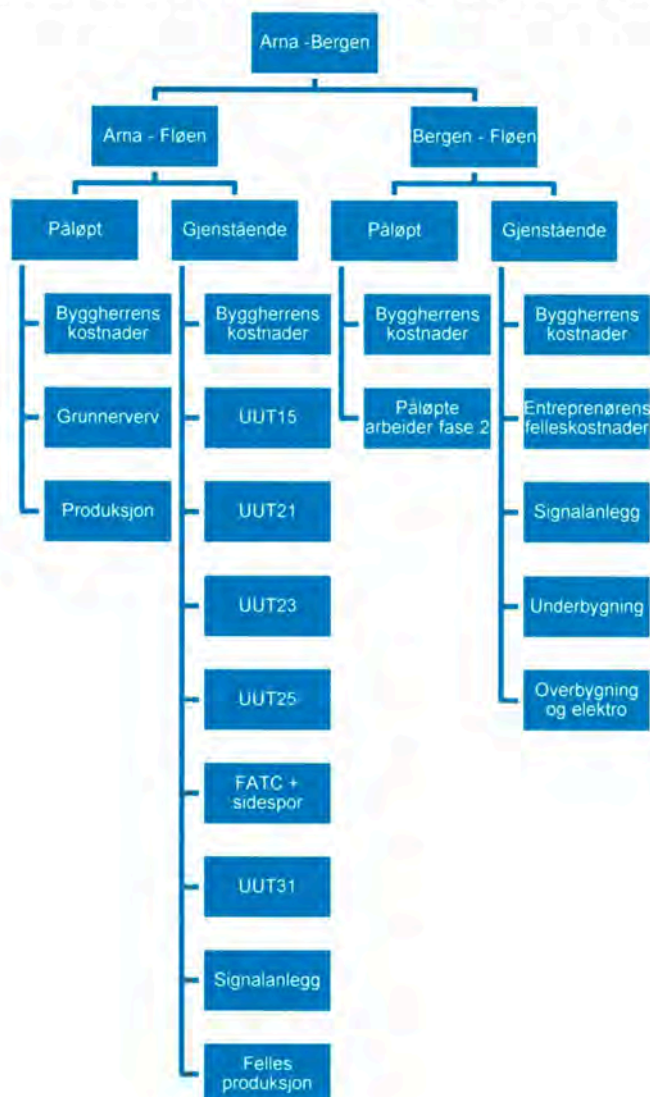 Arna -Bergen
Arna - Fløen
Bergen - Fløen
Påløpt
Gjenstående
Påløpt
Gjenstående
Byggherrens
kostnader
Grunnerverv
Produksjon
Byggherrens
kostnader
UUT15
UUT21
UUT23
UUT25
FATC +
sidespor
UUT31
Signalanlegg
Felles
produksjon
Byggherrens
kostnader
Påløpte
arbeider fase 2
Byggherrens
kostnader
Entreprenørens
felleskostnader
Signalanlegg
Underbygning
Overbygning
og elektro